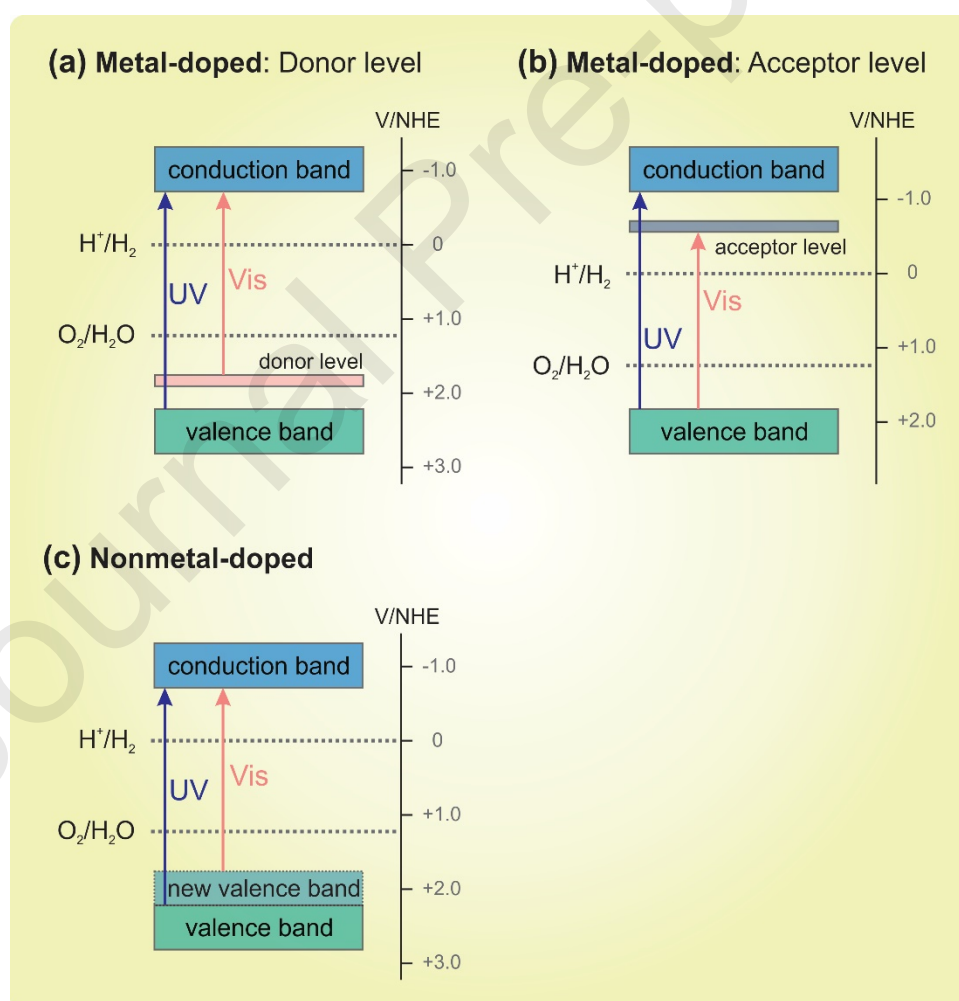 (a) Metal-doped: Donor level
V/NHE
conduction band
-1.0
H⁺/H₂
0
UV
Vis
+1.0
O₂/H₂O
donor level
+2.0
valence band
+3.0
(b) Metal-doped: Acceptor level
V/NHE
conduction band
-1.0
acceptor level
H⁺/H₂
0
Vis
UV
+1.0
O₂/H₂O
valence band
+2.0
(c) Nonmetal-doped
V/NHE
conduction band
-1.0
H⁺/H₂
0
UV
Vis
+1.0
O₂/H₂O
new valence band
+2.0
valence band
+3.0
Journal Pre-p